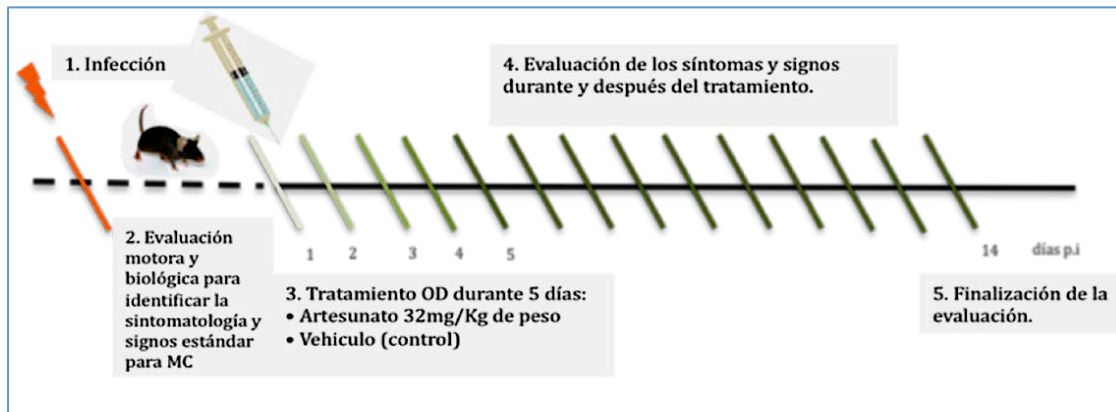 1. Infección
4. Evaluación de los síntomas y signos
durante y después del tratamiento.
2. Evaluación
motora y
biológica para
identificar la
sintomatología y
signos estándar
para MC
1 2 3 4 5 14 días p.i
3. Tratamiento OD durante 5 días:
• Artesunato 32mg/Kg de peso
• Vehiculo (control)
5. Finalización de la
evaluación.